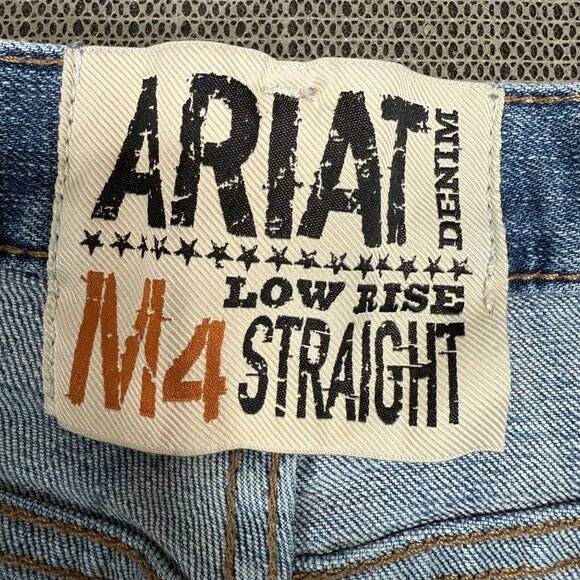 ARIAT DENIM
LOW RISE
M4 STRAIGHT